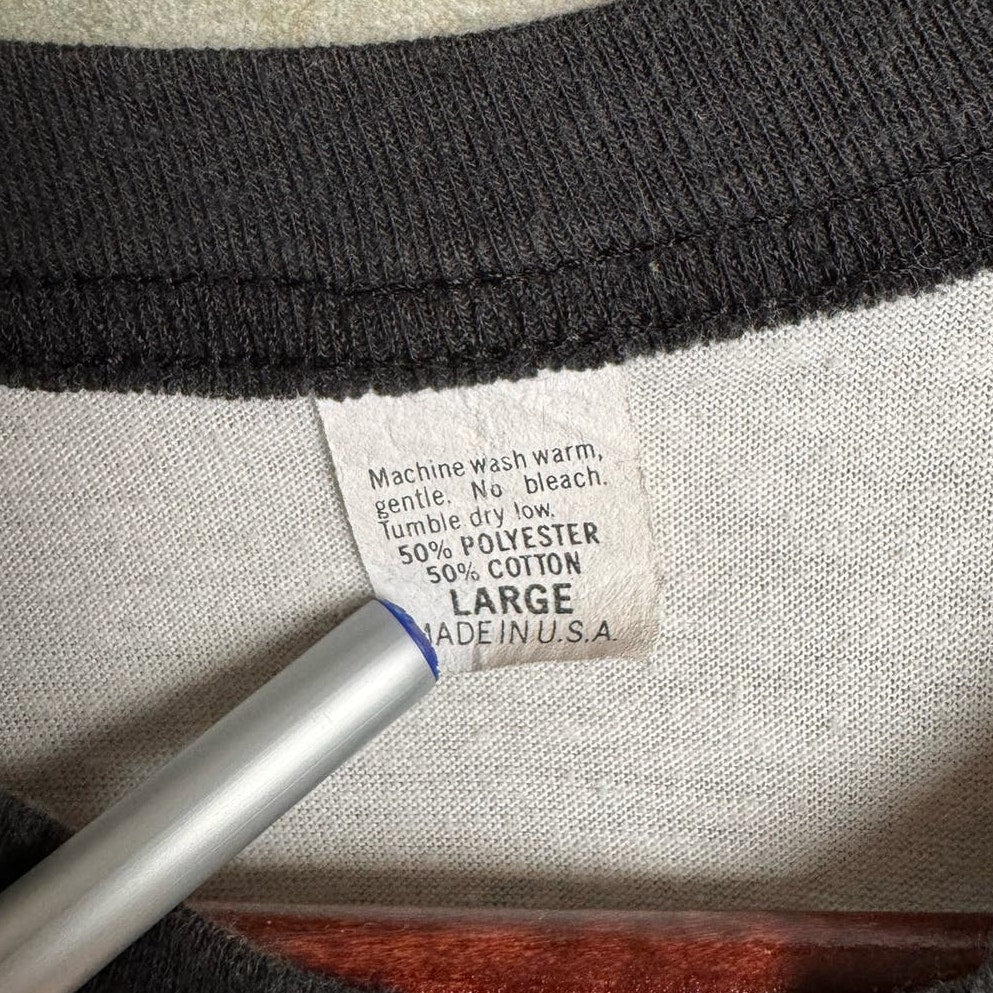 Machine wash warm,
gentle. No bleach.
Tumble dry low.
50% POLYESTER
50% COTTON
LARGE
MADE IN U.S.A.